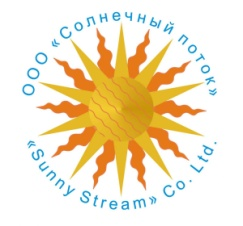 ООО «Солнечный поток»
«Sunny Stream» Co. Ltd.